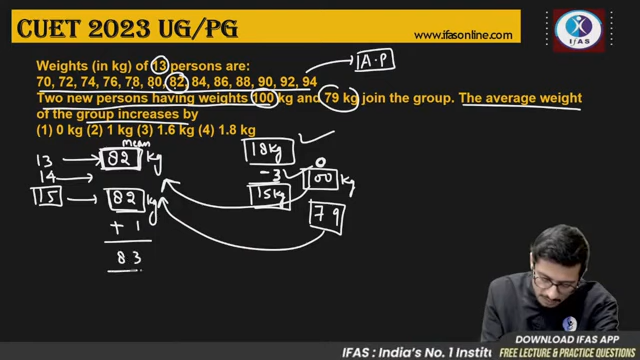 CUET 2023 UG/PG
www.ifasonline.com
IFAS
Weights (in kg) of 13 persons are:
70, 72, 74, 76, 78, 80, 82, 84, 86, 88, 90, 92, 94
A.P
Two new persons having weights 100 kg and 79 kg join the group. The average weight
of the group increases by
(1) 0 kg (2) 1 kg (3) 1.6 kg (4) 1.8 kg
mean
13 82 kg
18kg
14
-3
0
100 kg
15 82 kg
15kg
79
+ 1
83
DOWNLOAD IFAS APP
IFAS : India's No. 1 Institu
FREE LECTURE & PRACTICE QUESTIONS